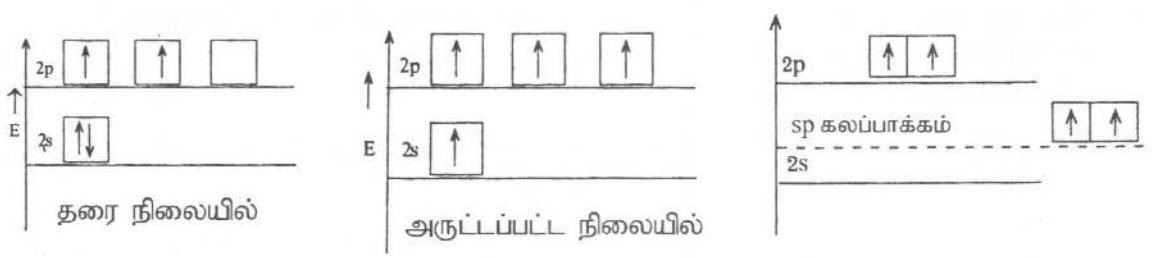 2p
E
2s
தரை நிலையில்
2p
E
2s
அருட்டப்பட்ட நிலையில்
2p
sp கலப்பாக்கம்
2s